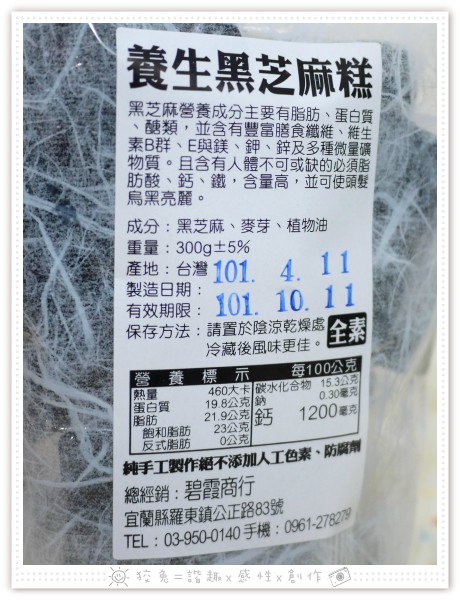 養生黑芝麻糕
黑芝麻營養成分主要有脂肪、蛋白質
、醣類，並含有豐富膳食纖維、維生
素B群、E與鎂、鉀、鋅及多種微量礦
物質。且含有人體不可或缺的必須脂
肪酸、鈣、鐵，含量高，並可使頭髮
烏黑亮麗。
成分：黑芝麻、麥芽、植物油
重量：300g±5%
產地：台灣
製造日期：101. 4. 11
有效期限：101. 10. 11
保存方法：請置於陰涼乾燥處
冷藏後風味更佳。
全素
營養標示 每100公克
熱量 460大卡
蛋白質 19.8公克
脂肪 21.9公克
飽和脂肪 23公克
反式脂肪 0公克
碳水化合物 15.3公克
鈉 0.30毫克
鈣 1200毫克
純手工製作絕不添加人工色素、防腐劑
總經銷：碧霞商行
宜蘭縣羅東鎮公正路83號
TEL：03-950-0140 手機：0961-278279
狡兔=諧趣x感性x創作